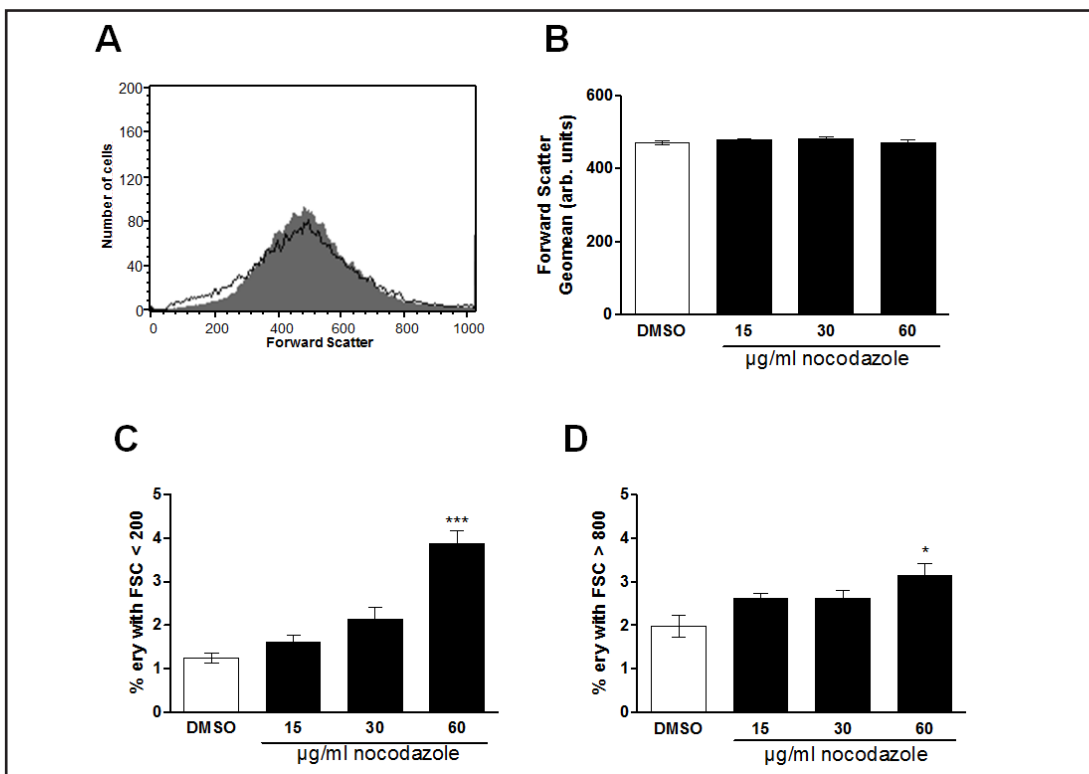 A
200
160
120
80
40
0
Number of cells
0 200 400 600 800 1000
Forward Scatter
B
600
400
200
0
Forward Scatter
Geomean (arb. units)
DMSO 15 30 60
µg/ml nocodazole
C
5
4
3
2
1
0
% ery with FSC < 200
***
DMSO 15 30 60
µg/ml nocodazole
D
5
4
3
2
1
0
% ery with FSC > 800
*
DMSO 15 30 60
µg/ml nocodazole